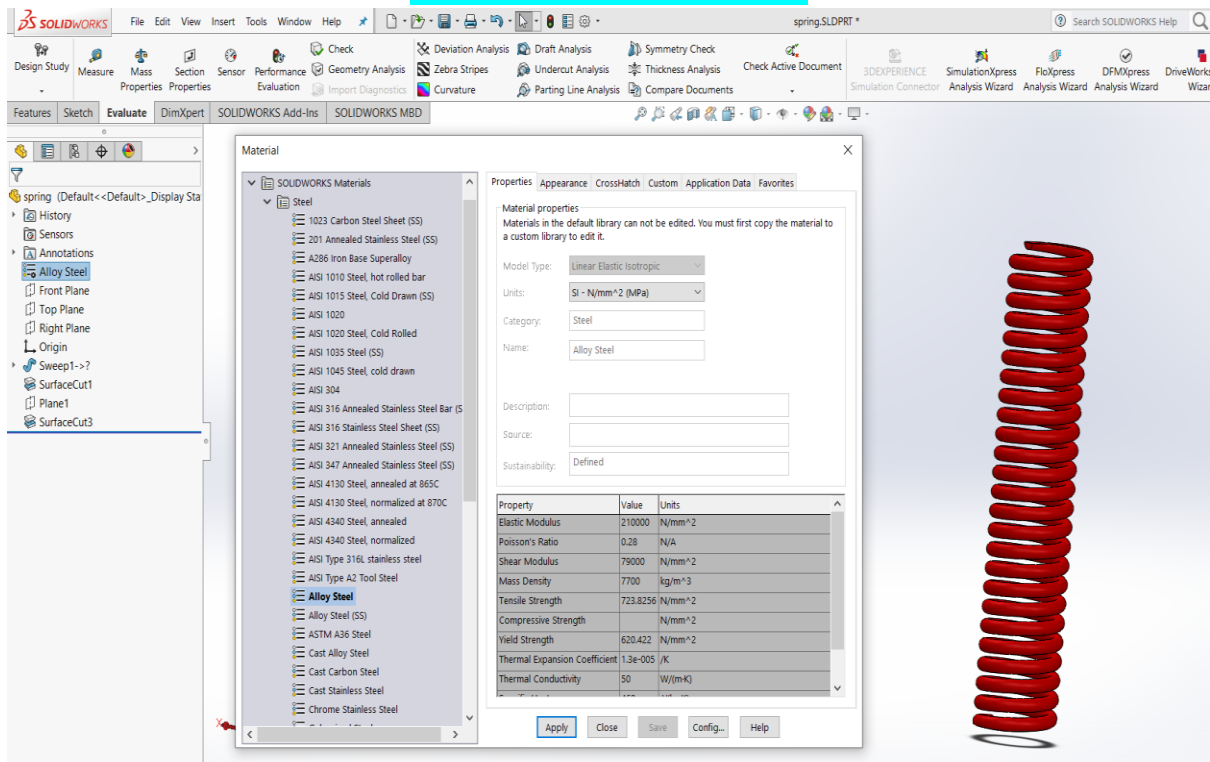 SOLIDWORKS File Edit View Insert Tools Window Help spring.SLDPRT * Search SOLIDWORKS Help
Design Study
Measure
Mass Properties
Section Properties
Sensor
Performance Evaluation
Check
Geometry Analysis
Import Diagnostics
Deviation Analysis
Zebra Stripes
Curvature
Draft Analysis
Undercut Analysis
Parting Line Analysis
Symmetry Check
Thickness Analysis
Compare Documents
Check Active Document
3DEXPERIENCE Simulation Connector
SimulationXpress Analysis Wizard
FloXpress Analysis Wizard
DFMXpress Analysis Wizard
DriveWorks
Wizar
Features Sketch Evaluate DimXpert SOLIDWORKS Add-Ins SOLIDWORKS MBD
spring (Default<<Default>_Display Sta
History
Sensors
Annotations
Alloy Steel
Front Plane
Top Plane
Right Plane
Origin
Sweep1->?
SurfaceCut1
Plane1
SurfaceCut3
Material
SOLIDWORKS Materials
Steel
1023 Carbon Steel Sheet (SS)
201 Annealed Stainless Steel (SS)
A286 Iron Base Superalloy
AISI 1010 Steel, hot rolled bar
AISI 1015 Steel, Cold Drawn (SS)
AISI 1020
AISI 1020 Steel, Cold Rolled
AISI 1035 Steel (SS)
AISI 1045 Steel, cold drawn
AISI 304
AISI 316 Annealed Stainless Steel Bar (S
AISI 316 Stainless Steel Sheet (SS)
AISI 321 Annealed Stainless Steel (SS)
AISI 347 Annealed Stainless Steel (SS)
AISI 4130 Steel, annealed at 865C
AISI 4130 Steel, normalized at 870C
AISI 4340 Steel, annealed
AISI 4340 Steel, normalized
AISI Type 316L stainless steel
AISI Type A2 Tool Steel
Alloy Steel
Alloy Steel (SS)
ASTM A36 Steel
Cast Alloy Steel
Cast Carbon Steel
Cast Stainless Steel
Chrome Stainless Steel
Properties Appearance CrossHatch Custom Application Data Favorites
Material properties
Materials in the default library can not be edited. You must first copy the material to
a custom library to edit it.
Model Type: Linear Elastic Isotropic
Units: SI - N/mm^2 (MPa)
Category: Steel
Name: Alloy Steel
Description:
Source:
Sustainability: Defined
Property Value Units
Elastic Modulus 210000 N/mm^2
Poisson's Ratio 0.28 N/A
Shear Modulus 79000 N/mm^2
Mass Density 7700 kg/m^3
Tensile Strength 723.8256 N/mm^2
Compressive Strength N/mm^2
Yield Strength 620.422 N/mm^2
Thermal Expansion Coefficient 1.3e-005 /K
Thermal Conductivity 50 W/(m·K)
Apply Close Save Config... Help
X